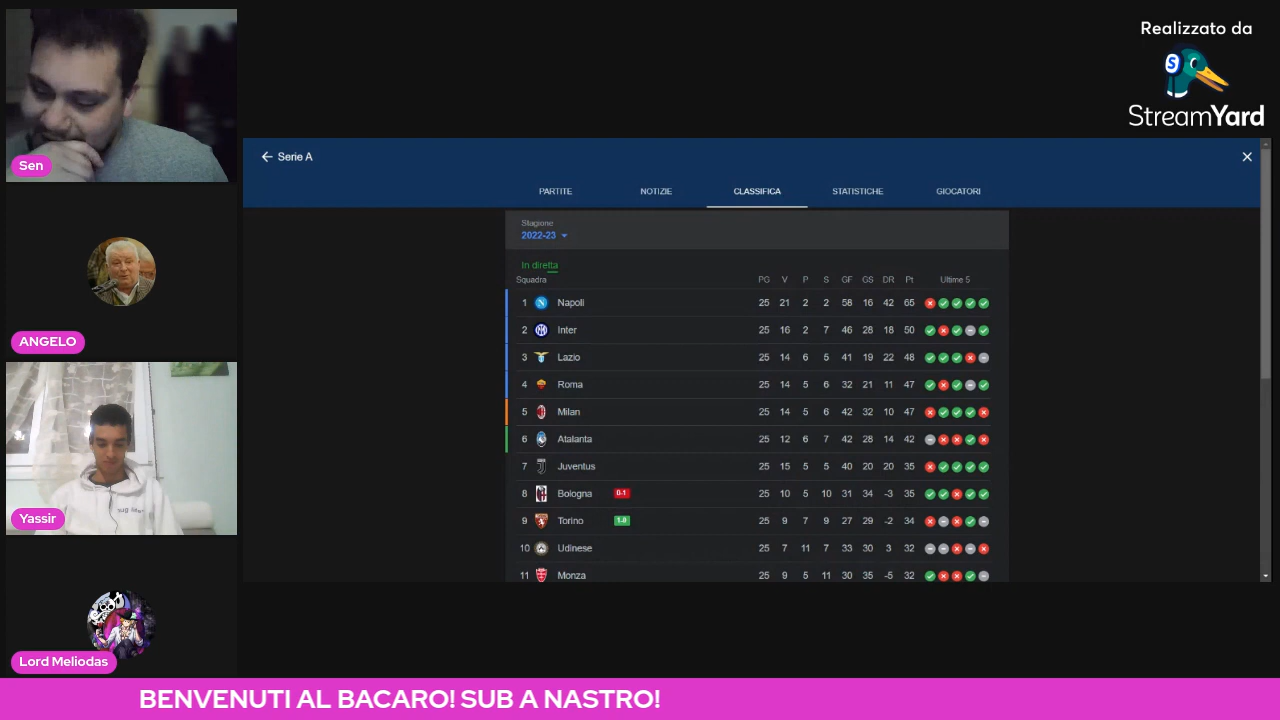 Realizzato da
StreamYard
Sen
ANGELO
Yassir
Lord Meliodas
Serie A
PARTITE NOTIZIE CLASSIFICA STATISTICHE GIOCATORI
Stagione
2022-23
In diretta
Squadra PG V P S GF GS DR Pt Ultime 5
1 Napoli 25 21 2 2 58 16 42 65
2 Inter 25 16 2 7 46 28 18 50
3 Lazio 25 14 6 5 41 19 22 48
4 Roma 25 14 5 6 32 21 11 47
5 Milan 25 14 5 6 42 32 10 47
6 Atalanta 25 12 6 7 42 28 14 42
7 Juventus 25 15 5 5 40 20 20 35
8 Bologna 0-1 25 10 5 10 31 34 -3 35
9 Torino 1-0 25 9 7 9 27 29 -2 34
10 Udinese 25 7 11 7 33 30 3 32
11 Monza 25 9 5 11 30 35 -5 32
BENVENUTI AL BACARO! SUB A NASTRO!